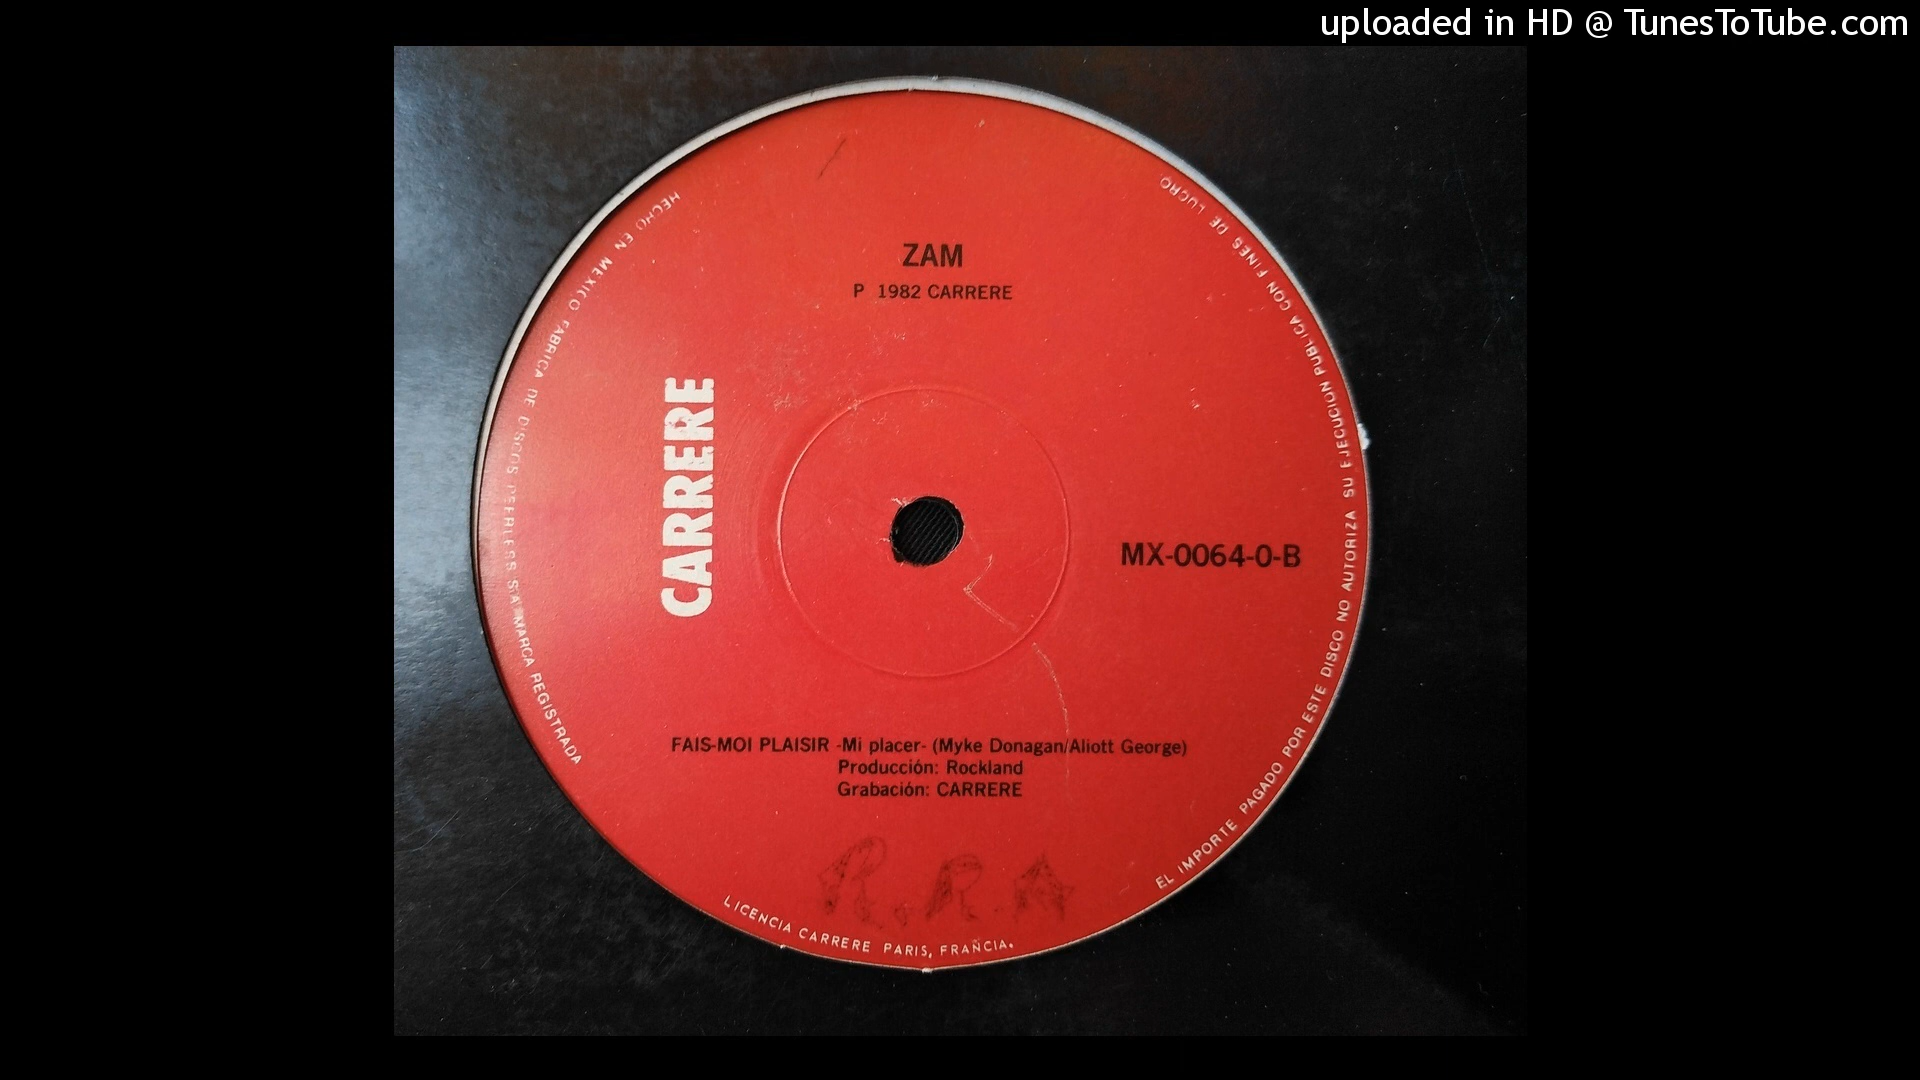 uploaded in HD @ TunesToTube.com
ZAM
P 1982 CARRERE
CARRERE
MX-0064-0-B
FAIS-MOI PLAISIR -Mi placer- (Myke Donagan/Aliott George)
Producción: Rockland
Grabación: CARRERE
R.R.A
HECHO EN MEXICO FABRICA DE DISCOS PEERLESS S.A MARCA REGISTRADA
LICENCIA CARRERE PARIS, FRANCIA.
EL IMPORTE PAGADO POR ESTE DISCO NO AUTORIZA SU EJECUCION PUBLICA CON FINES DE LUCRO